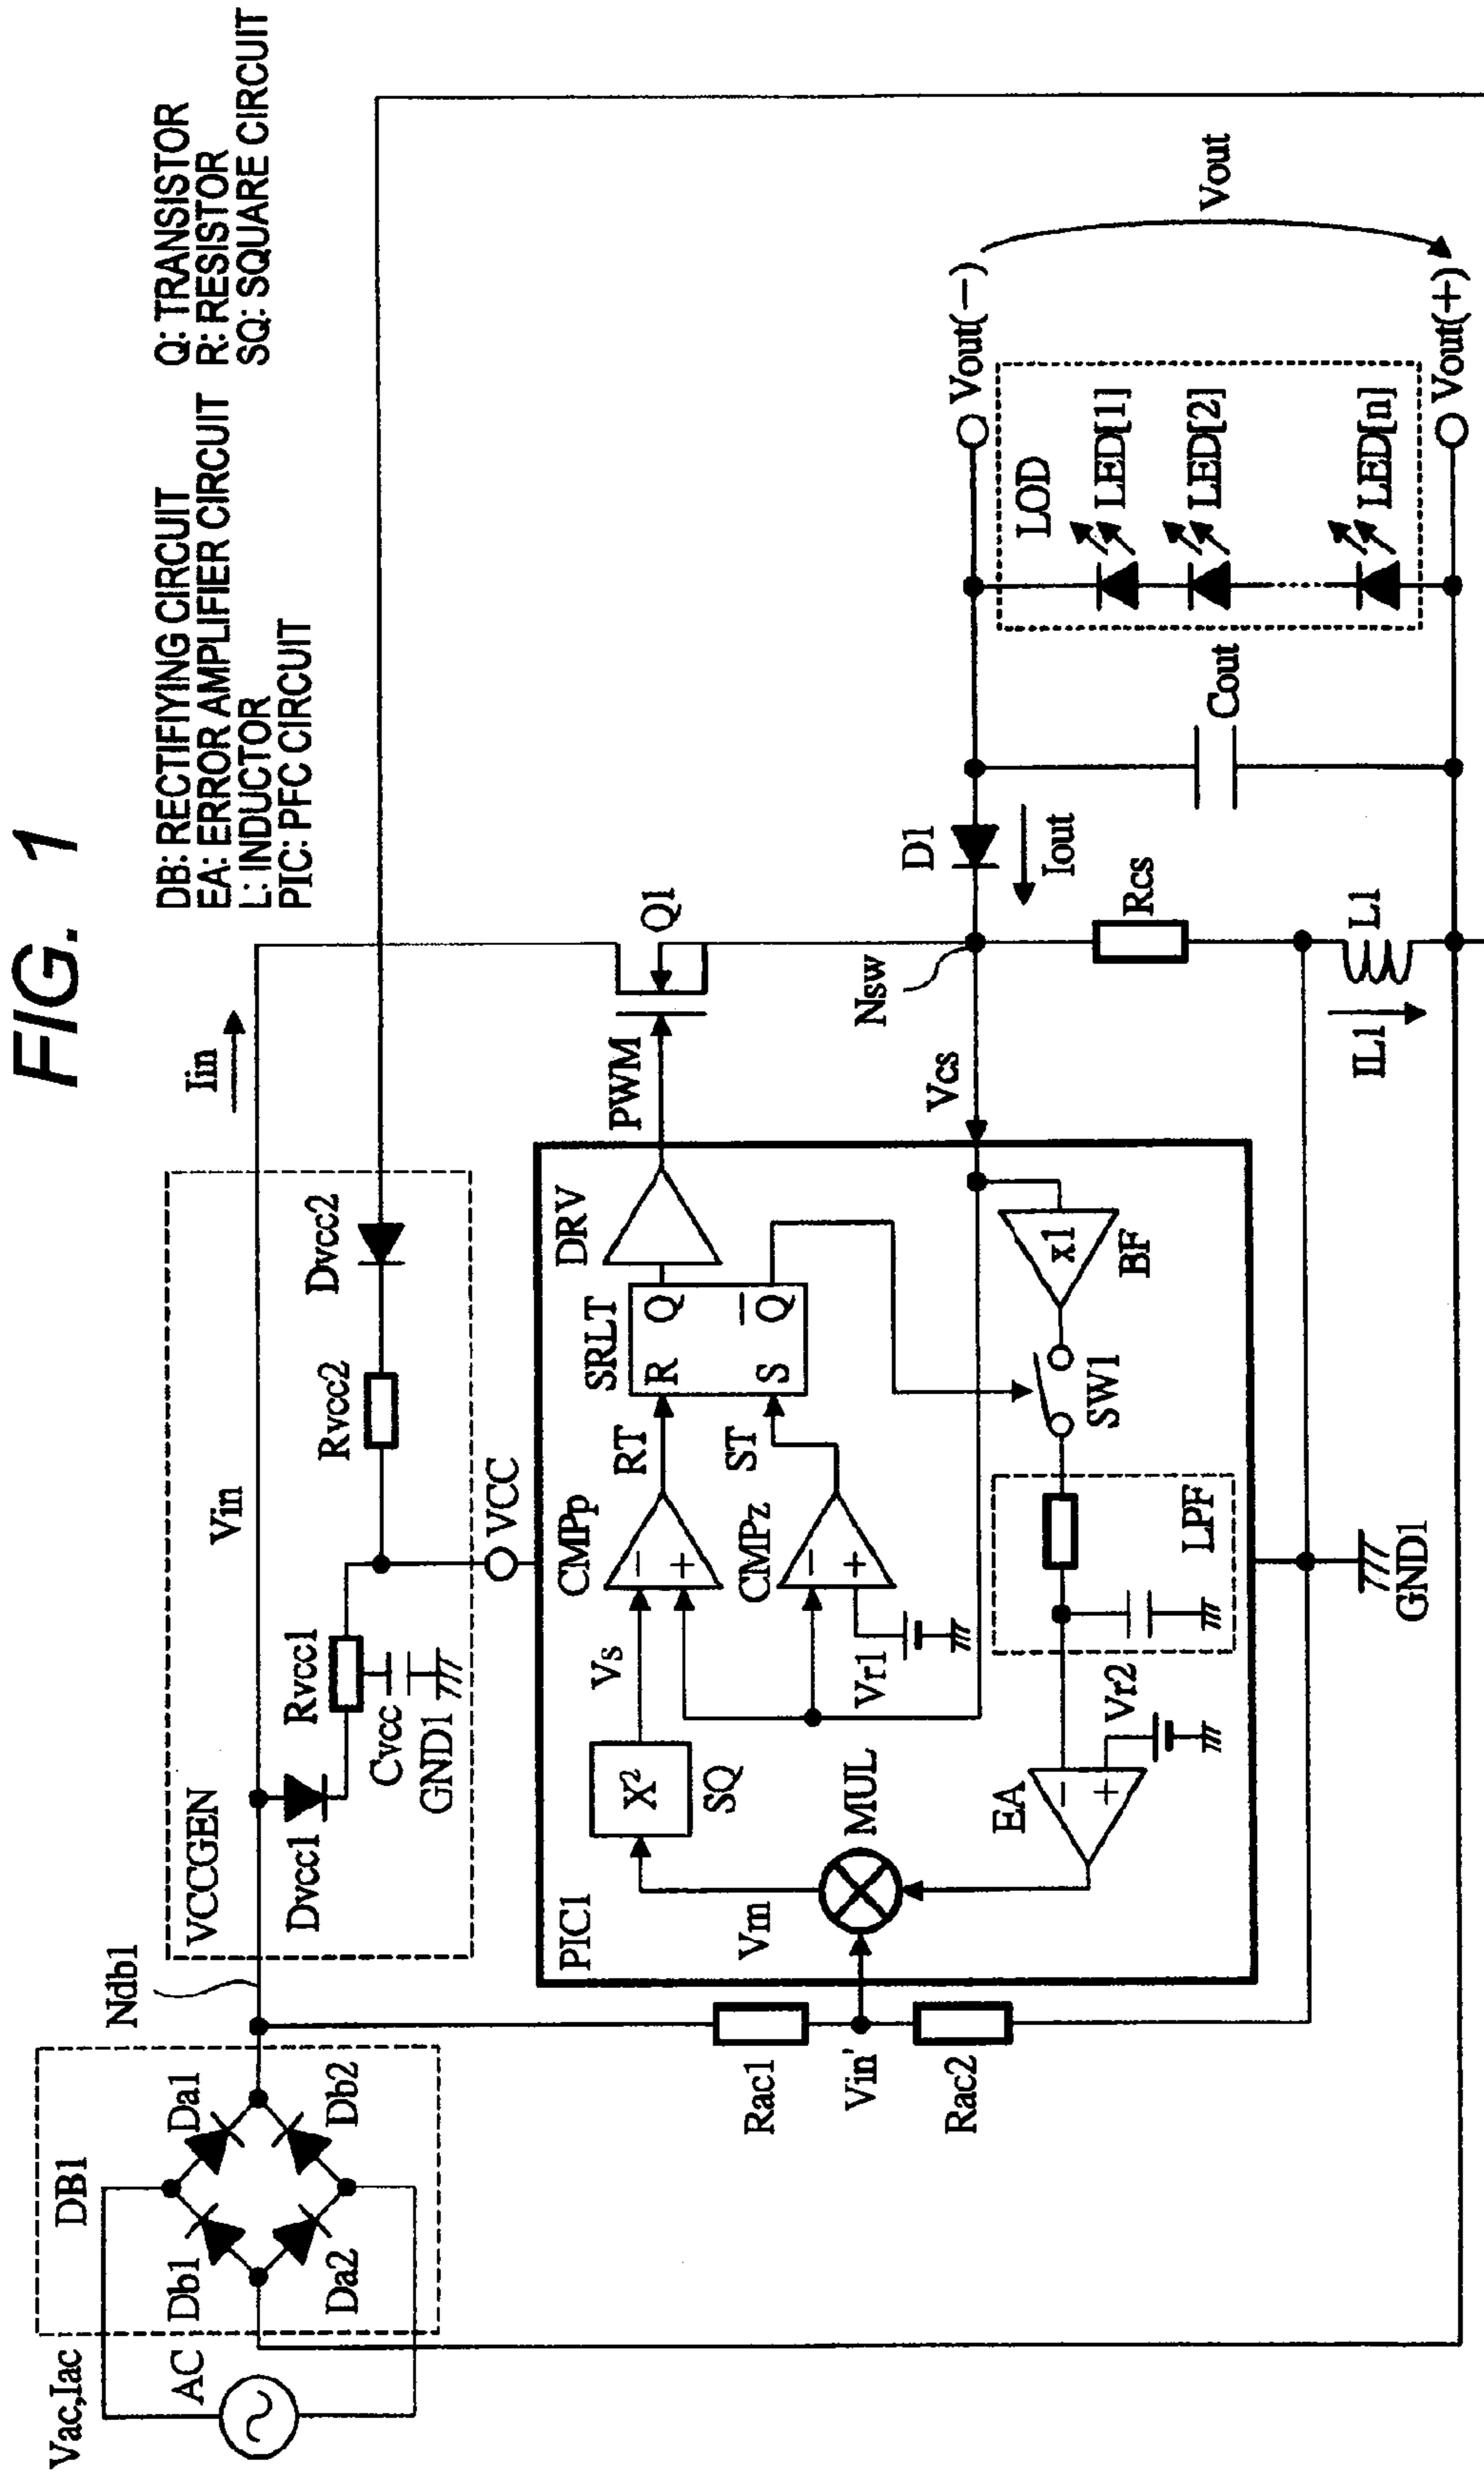 FIG. 1
DB: RECTIFIYING CIRCUIT
EA: ERROR AMPLIFIER CIRCUIT
L: INDUCTOR
PIC: PFC CIRCUIT
Q: TRANSISTOR
R: RESISTOR
SQ: SQUARE CIRCUIT
Vac,Iac
AC
DB1
Da1
Db1
Db2
Da2
Ndb1
VCCGEN
Vin
Iin
Dvcc1
Rvcc1
Cvcc
GND1
Rvcc2
Dvcc2
VCC
PIC1
Vm
X²
SQ
Vs
CMPp
−
+
RT
SRLT
R
Q
S
Q̅
DRV
PWM
Q1
CMPz
−
+
ST
Vr1
MUL
Rac1
Vin'
Rac2
EA
−
+
Vr2
LPF
SW1
x1
BF
Vcs
Nsw
D1
Iout
Rcs
L1
IL1
GND1
Cout
LOD
LED[1]
LED[2]
LED[n]
Vout(−)
Vout
Vout(+)